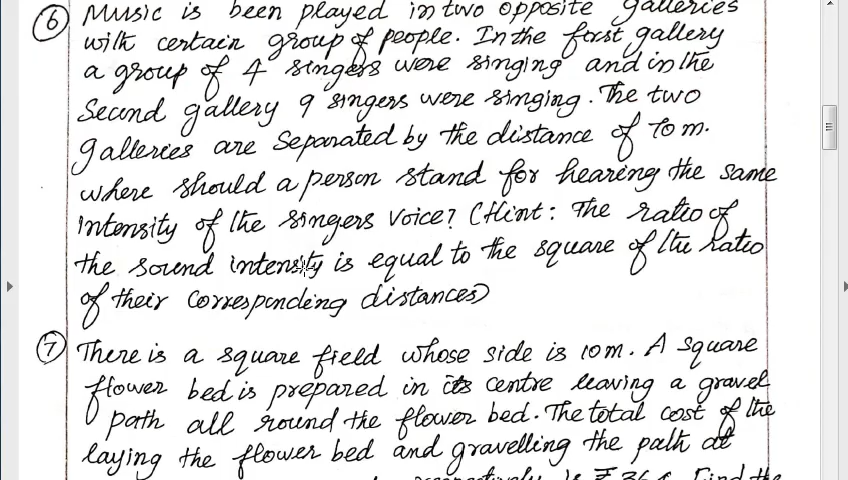 6 Music is been played in two opposite galleries
with certain group of people. In the first gallery
a group of 4 singers were singing and in the
Second gallery 9 singers were singing. The two
galleries are separated by the distance of 70 m.
where should a person stand for hearing the same
intensity of the singers voice? (Hint: The ratio of
the sound intensity is equal to the square of the ratio
of their corresponding distances)
7 There is a square field whose side is 10m. A square
flower bed is prepared in its centre leaving a gravel
path all round the flower bed. The total cost of the
laying the flower bed and gravelling the path at
respectively is ₹ Find the